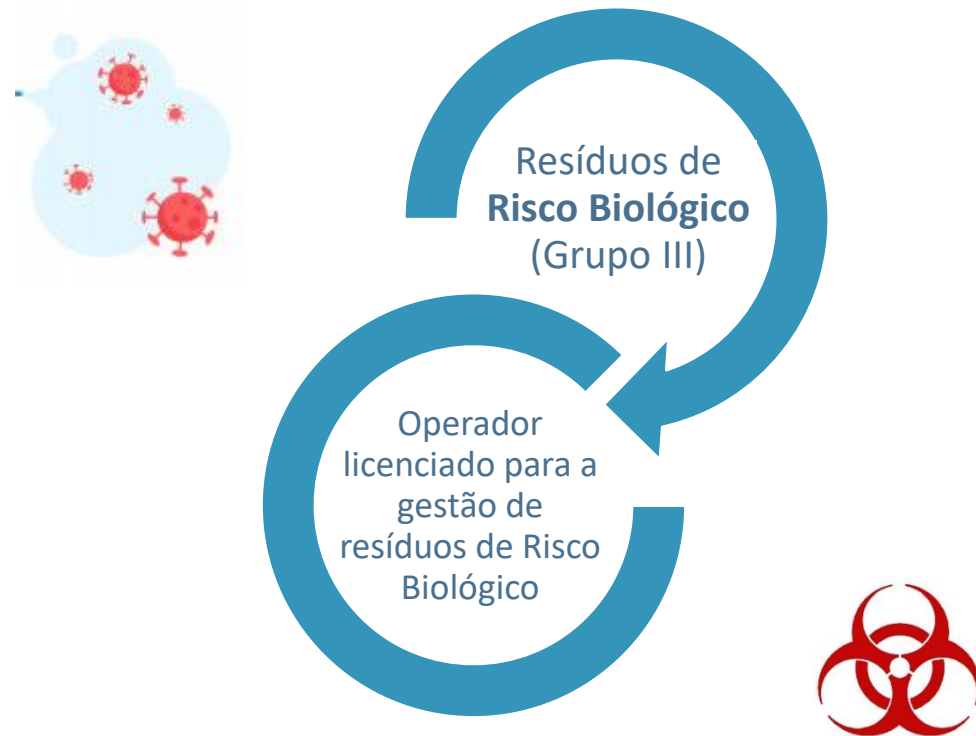 Resíduos de
Risco Biológico
(Grupo III)
Operador
licenciado para a
gestão de
resíduos de Risco
Biológico